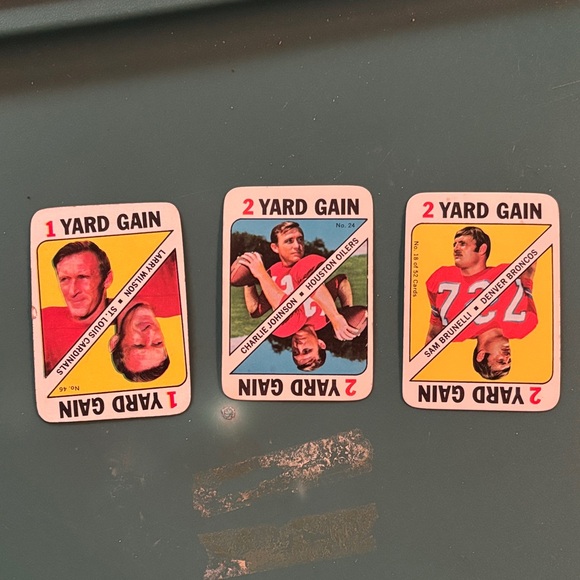 1 YARD GAIN
LARRY WILSON ■ ST. LOUIS CARDINALS
No. 46
1 YARD GAIN
2 YARD GAIN
No. 24
CHARLIE JOHNSON ■ HOUSTON OILERS
2 YARD GAIN
2 YARD GAIN
No. 18 of 52 Cards
72
SAM BRUNELLI ■ DENVER BRONCOS
72
2 YARD GAIN